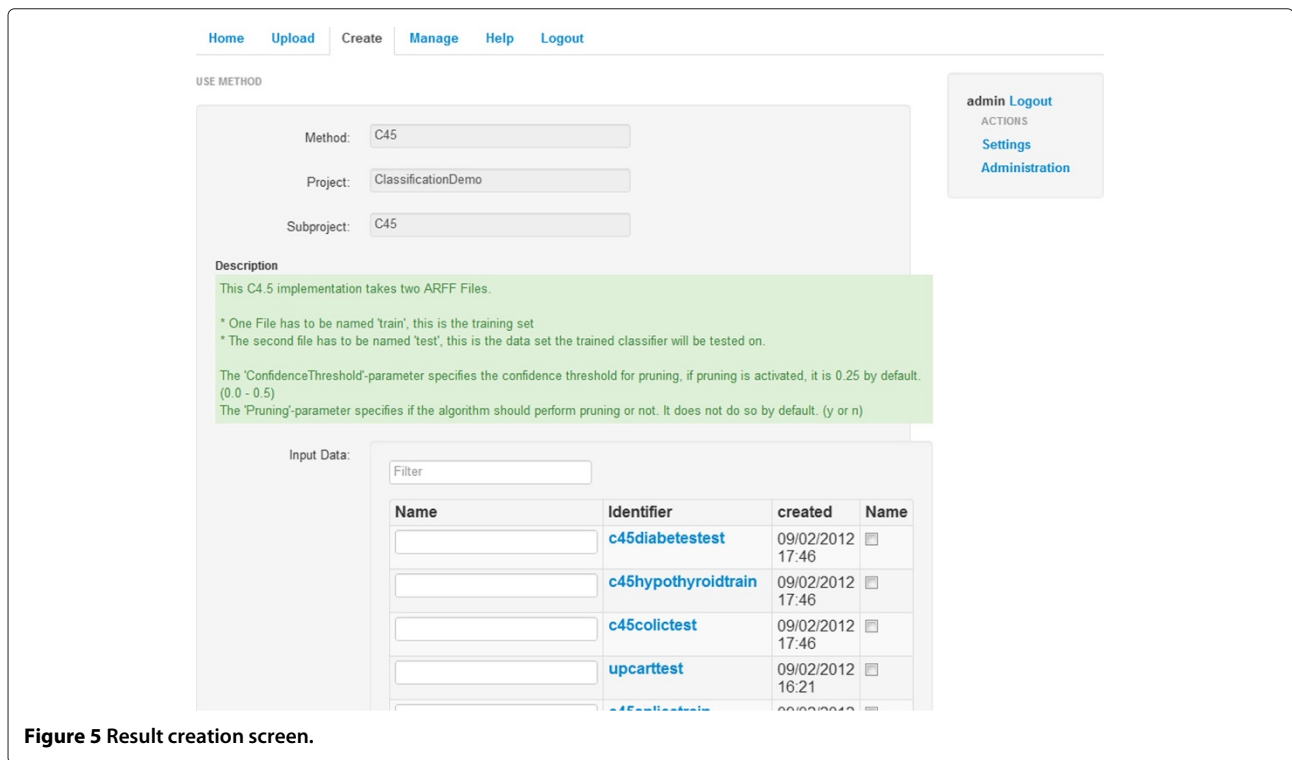 Home Upload Create Manage Help Logout
USE METHOD
admin Logout
ACTIONS
Settings
Administration
Method: C45
Project: ClassificationDemo
Subproject: C45
Description
This C4.5 implementation takes two ARFF Files.
* One File has to be named 'train', this is the training set
* The second file has to be named 'test', this is the data set the trained classifier will be tested on.
The 'ConfidenceThreshold'-parameter specifies the confidence threshold for pruning, if pruning is activated, it is 0.25 by default.
(0.0 - 0.5)
The 'Pruning'-parameter specifies if the algorithm should perform pruning or not. It does not do so by default. (y or n)
Input Data:
Filter
Name Identifier created Name
c45diabetestest 09/02/2012
17:46
c45hypothyroidtrain 09/02/2012
17:46
c45colictest 09/02/2012
17:46
upcarttest 09/02/2012
16:21
Figure 5 Result creation screen.